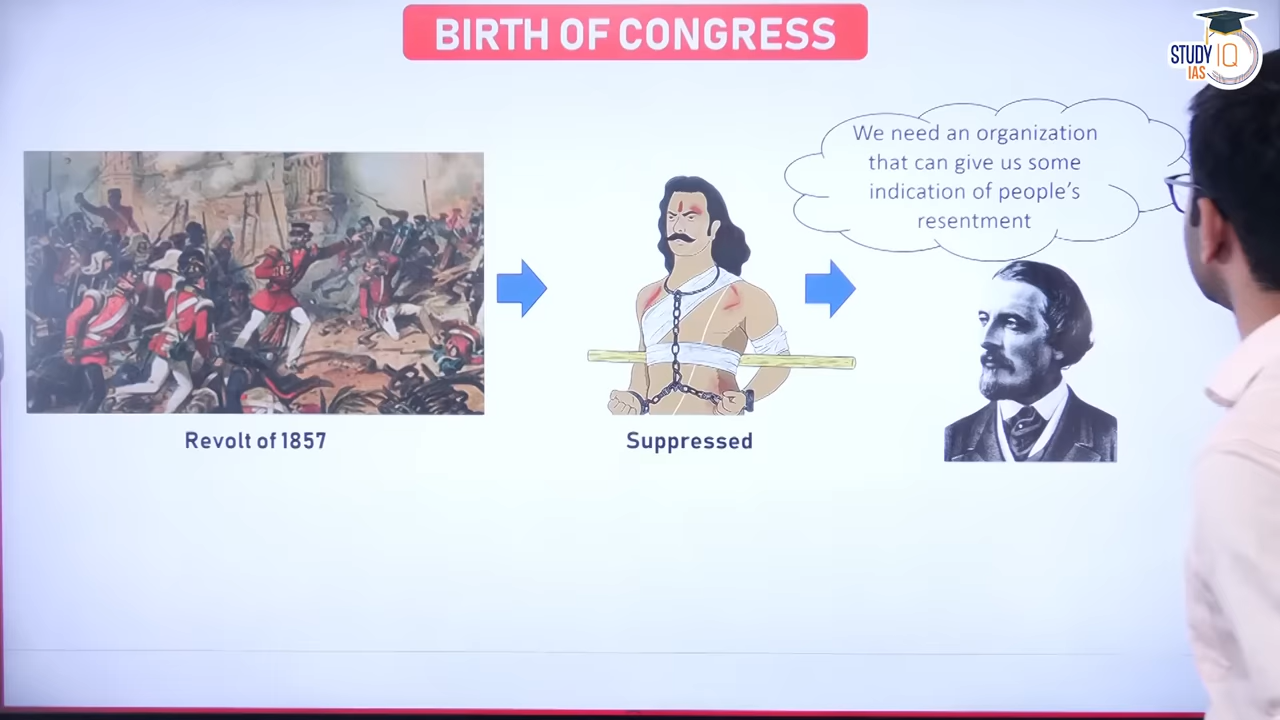 BIRTH OF CONGRESS
STUDY IQ
IAS
We need an organization
that can give us some
indication of people's
resentment
Revolt of 1857
Suppressed